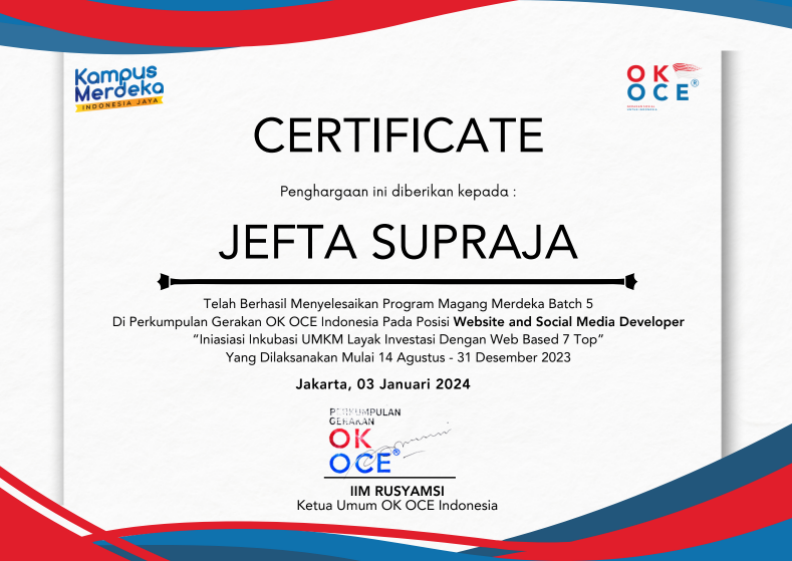 Kampus
Merdeka
INDONESIA JAYA
OK
OCE®
CERTIFICATE
Penghargaan ini diberikan kepada :
JEFTA SUPRAJA
Telah Berhasil Menyelesaikan Program Magang Merdeka Batch 5
Di Perkumpulan Gerakan OK OCE Indonesia Pada Posisi Website and Social Media Developer
“Iniasiasi Inkubasi UMKM Layak Investasi Dengan Web Based 7 Top”
Yang Dilaksanakan Mulai 14 Agustus - 31 Desember 2023
Jakarta, 03 Januari 2024
PERKUMPULAN
GERAKAN
OK
OCE®
IIM RUSYAMSI
Ketua Umum OK OCE Indonesia